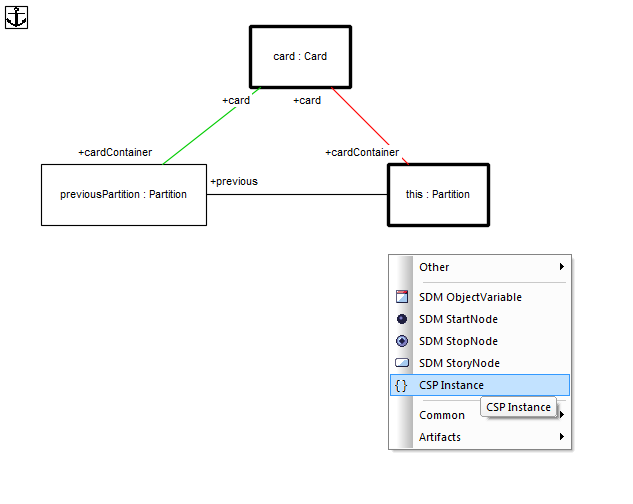 card : Card
+card
+card
+cardContainer
+cardContainer
previousPartition : Partition
+previous
this : Partition
Other
SDM ObjectVariable
SDM StartNode
SDM StopNode
SDM StoryNode
{} CSP Instance
CSP Instance
Common
Artifacts